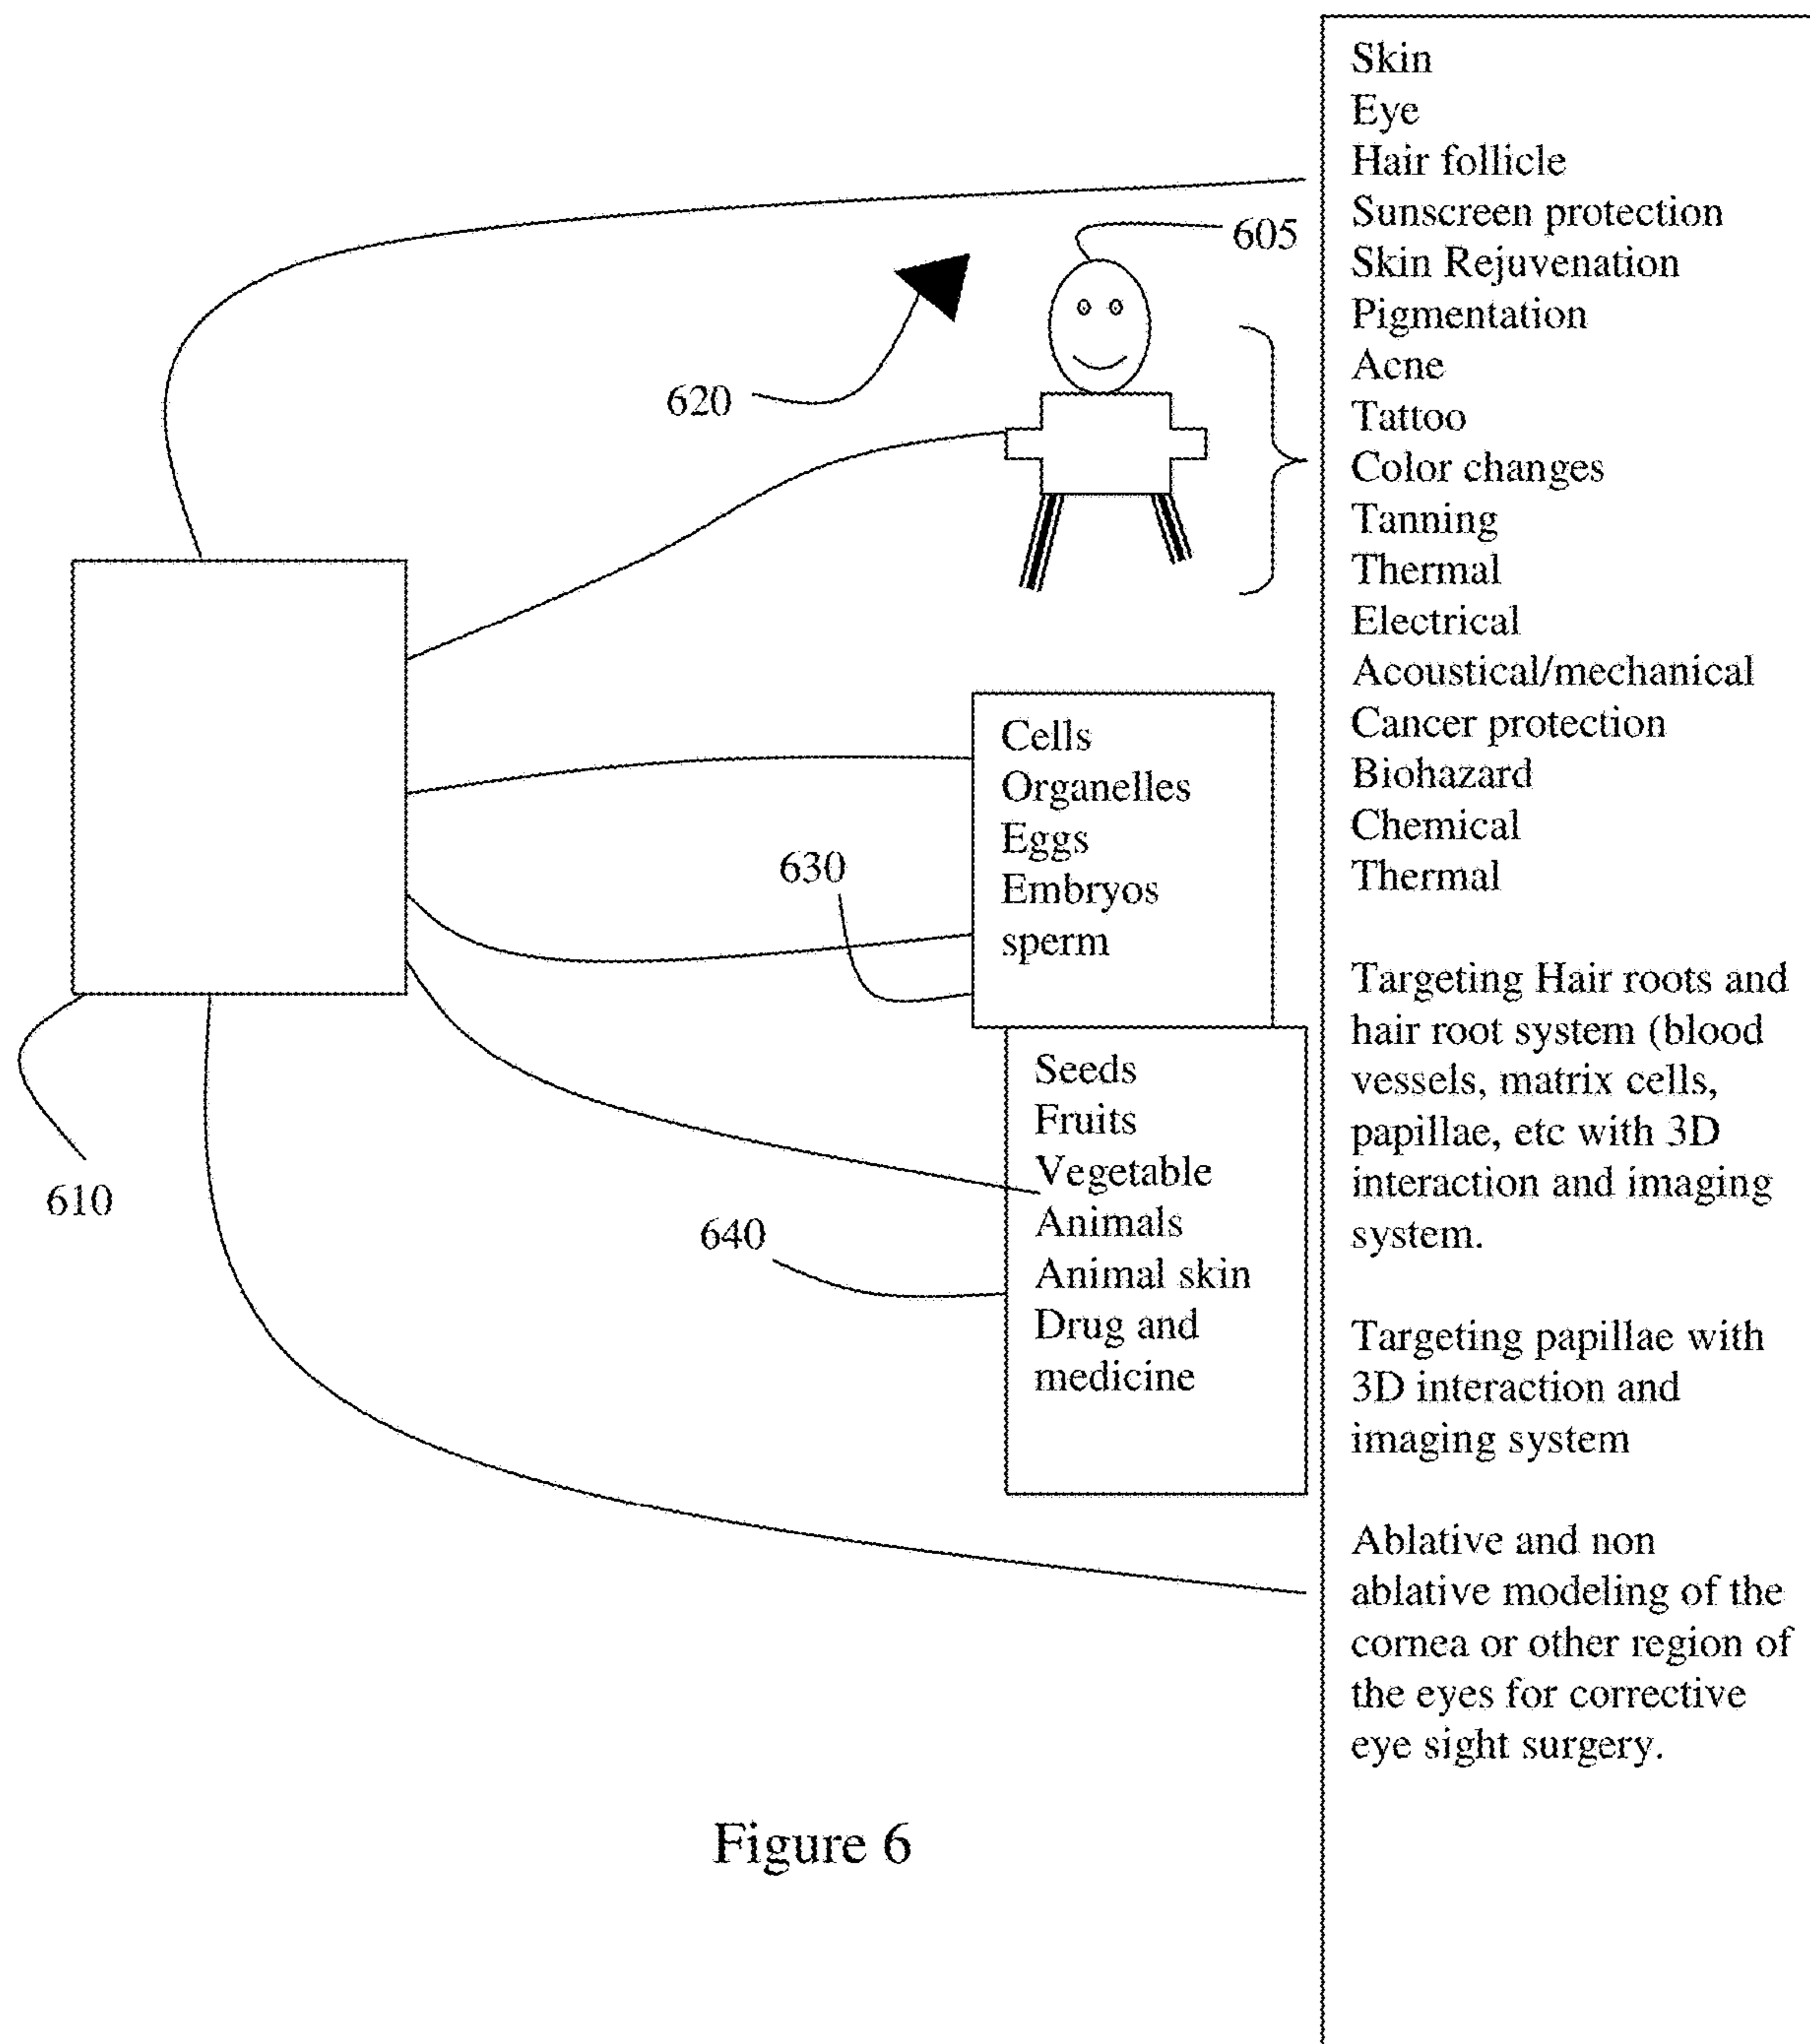 Skin
Eye
Hair follicle
Sunscreen protection
Skin Rejuvenation
Pigmentation
Acne
Tattoo
Color changes
Tanning
Thermal
Electrical
Acoustical/mechanical
Cancer protection
Biohazard
Chemical
Thermal
Targeting Hair roots and
hair root system (blood
vessels, matrix cells,
papillae, etc with 3D
interaction and imaging
system.
Targeting papillae with
3D interaction and
imaging system
Ablative and non
ablative modeling of the
cornea or other region of
the eyes for corrective
eye sight surgery.
605
620
Cells
Organelles
Eggs
Embryos
sperm
630
Seeds
Fruits
Vegetable
Animals
Animal skin
Drug and
medicine
640
610
Figure 6